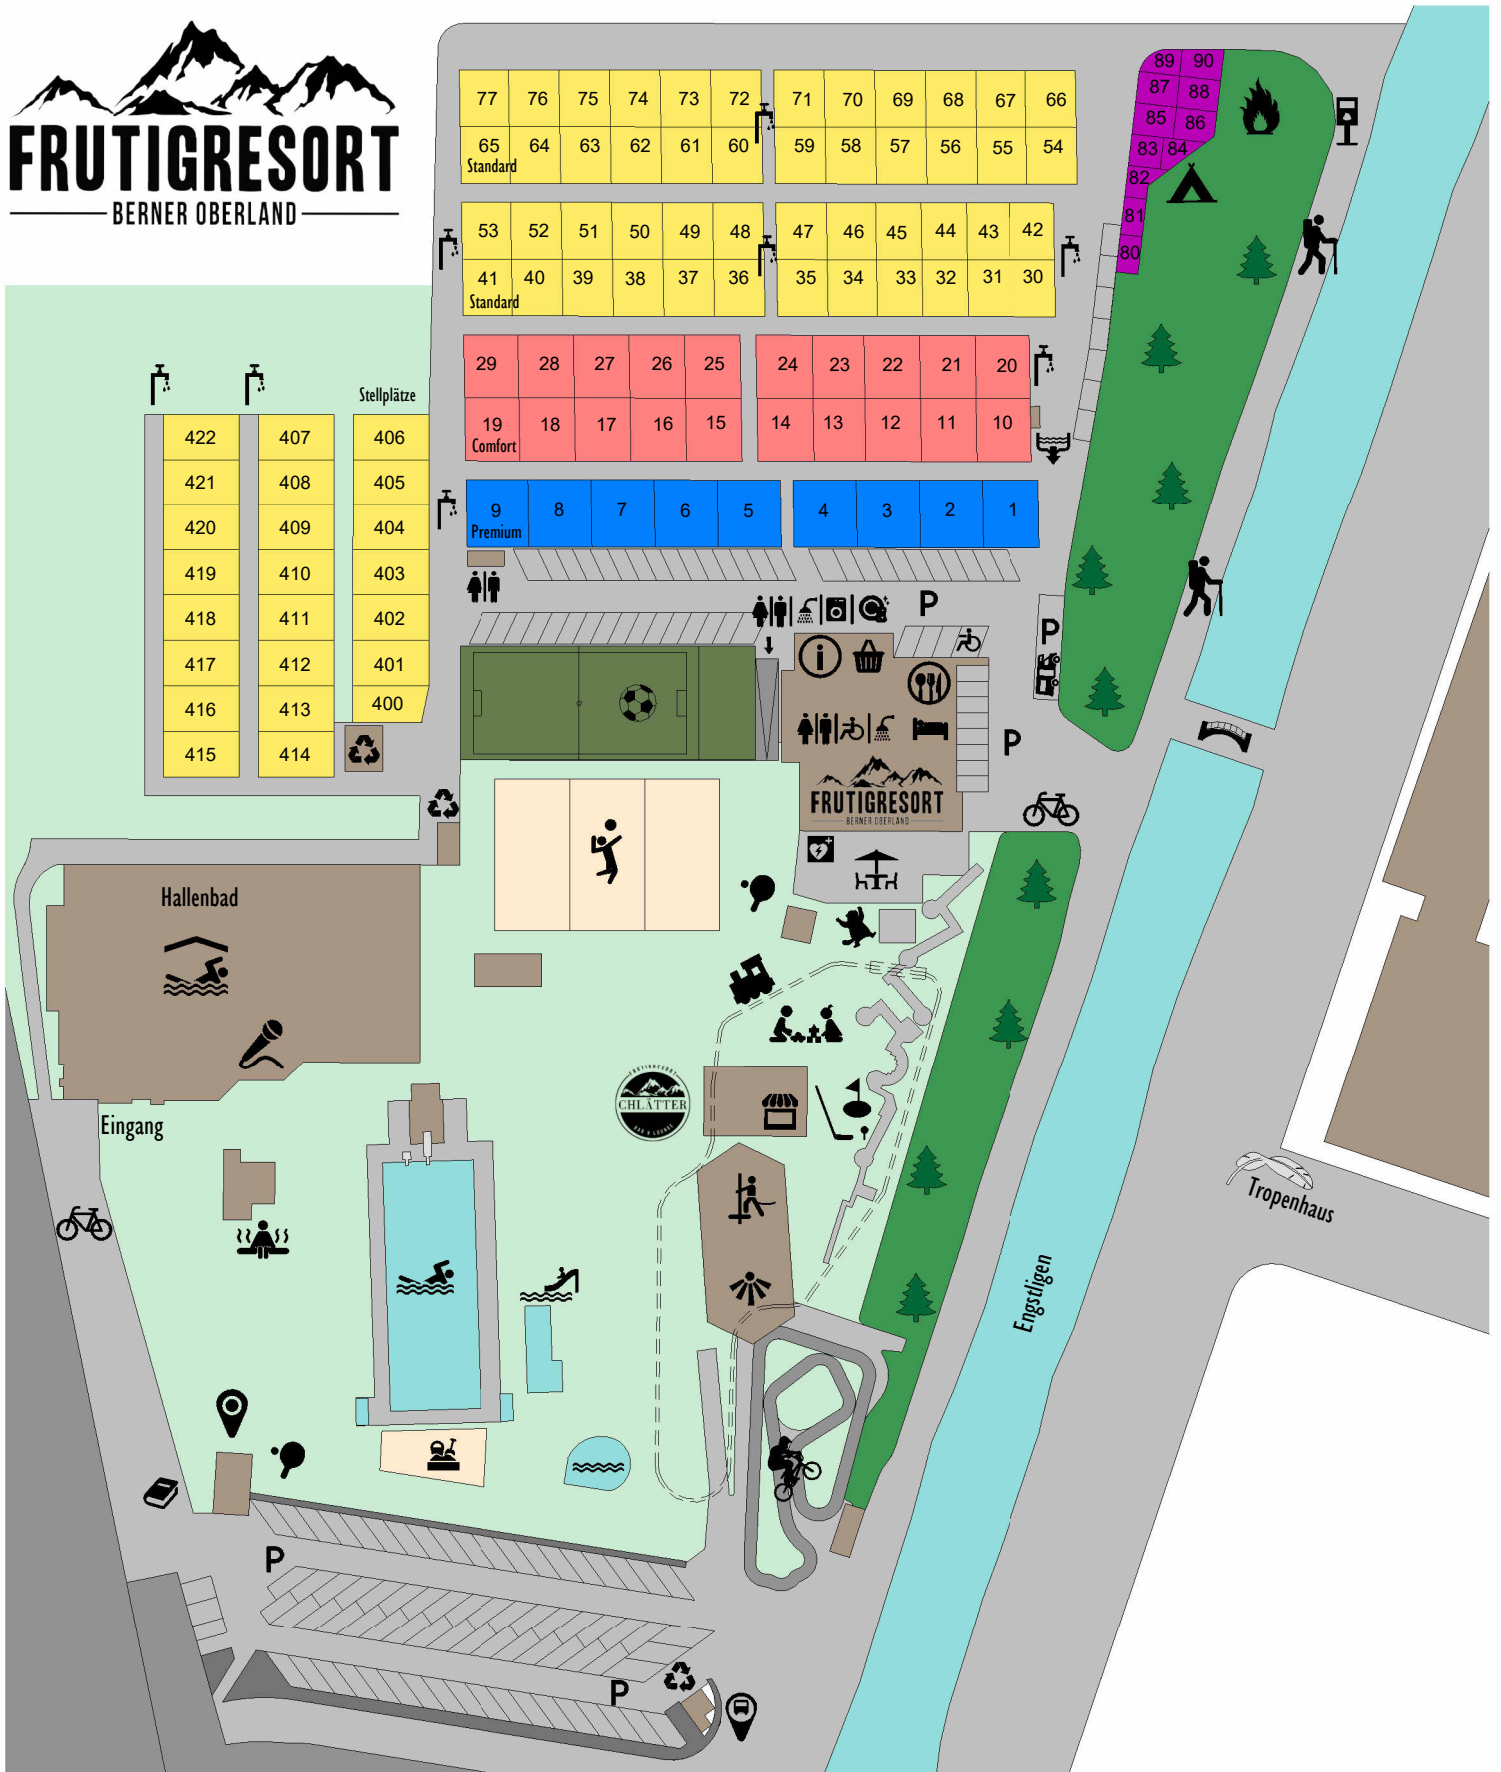 FRUTIGRESORT
BERNER OBERLAND
77 76 75 74 73 72 71 70 69 68 67 66
65 64 63 62 61 60 59 58 57 56 55 54
Standard
53 52 51 50 49 48 47 46 45 44 43 42
41 40 39 38 37 36 35 34 33 32 31 30
Standard
29 28 27 26 25 24 23 22 21 20
19 18 17 16 15 14 13 12 11 10
Comfort
9 8 7 6 5 4 3 2 1
Premium
89 90
87 88
85 86
83 84
82
81
80
Stellplätze
422 407 406
421 408 405
420 409 404
419 410 403
418 411 402
417 412 401
416 413 400
415 414
P
P
i
P
FRUTIGRESORT
BERNER OBERLAND
Hallenbad
Eingang
FRUTIGRESORT
CHLÄTTER
BAR & LOUNGE
Tropenhaus
Engstligen
P
P